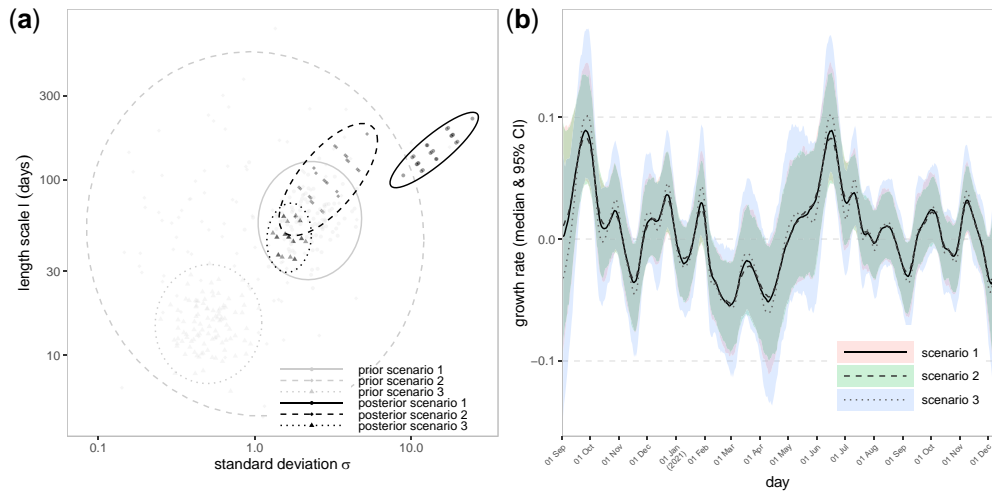 (a)
length scale l (days)
300
100
30
10
0.1
1.0
10.0
standard deviation σ
prior scenario 1
prior scenario 2
prior scenario 3
posterior scenario 1
posterior scenario 2
posterior scenario 3
(b)
growth rate (median & 95% CI)
0.1
0.0
−0.1
scenario 1
scenario 2
scenario 3
01 Sep
01 Oct
01 Nov
01 Dec
01 Jan
(2021)
01 Feb
01 Mar
01 Apr
01 May
01 Jun
01 Jul
01 Aug
01 Sep
01 Oct
01 Nov
01 Dec
day